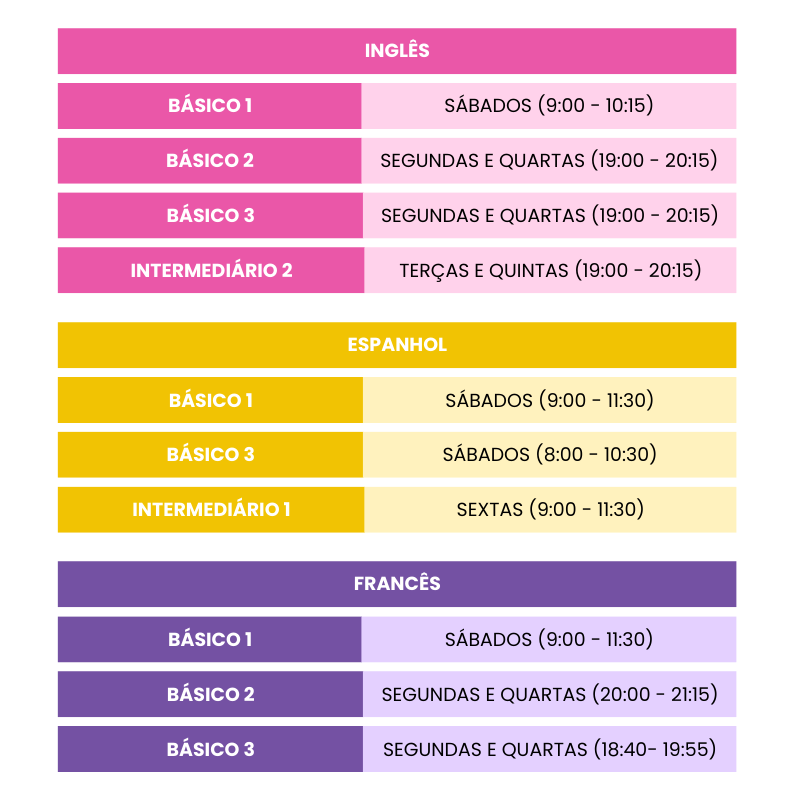 INGLÊS
BÁSICO 1 SÁBADOS (9:00 - 10:15)
BÁSICO 2 SEGUNDAS E QUARTAS (19:00 - 20:15)
BÁSICO 3 SEGUNDAS E QUARTAS (19:00 - 20:15)
INTERMEDIÁRIO 2 TERÇAS E QUINTAS (19:00 - 20:15)
ESPANHOL
BÁSICO 1 SÁBADOS (9:00 - 11:30)
BÁSICO 3 SÁBADOS (8:00 - 10:30)
INTERMEDIÁRIO 1 SEXTAS (9:00 - 11:30)
FRANCÊS
BÁSICO 1 SÁBADOS (9:00 - 11:30)
BÁSICO 2 SEGUNDAS E QUARTAS (20:00 - 21:15)
BÁSICO 3 SEGUNDAS E QUARTAS (18:40- 19:55)